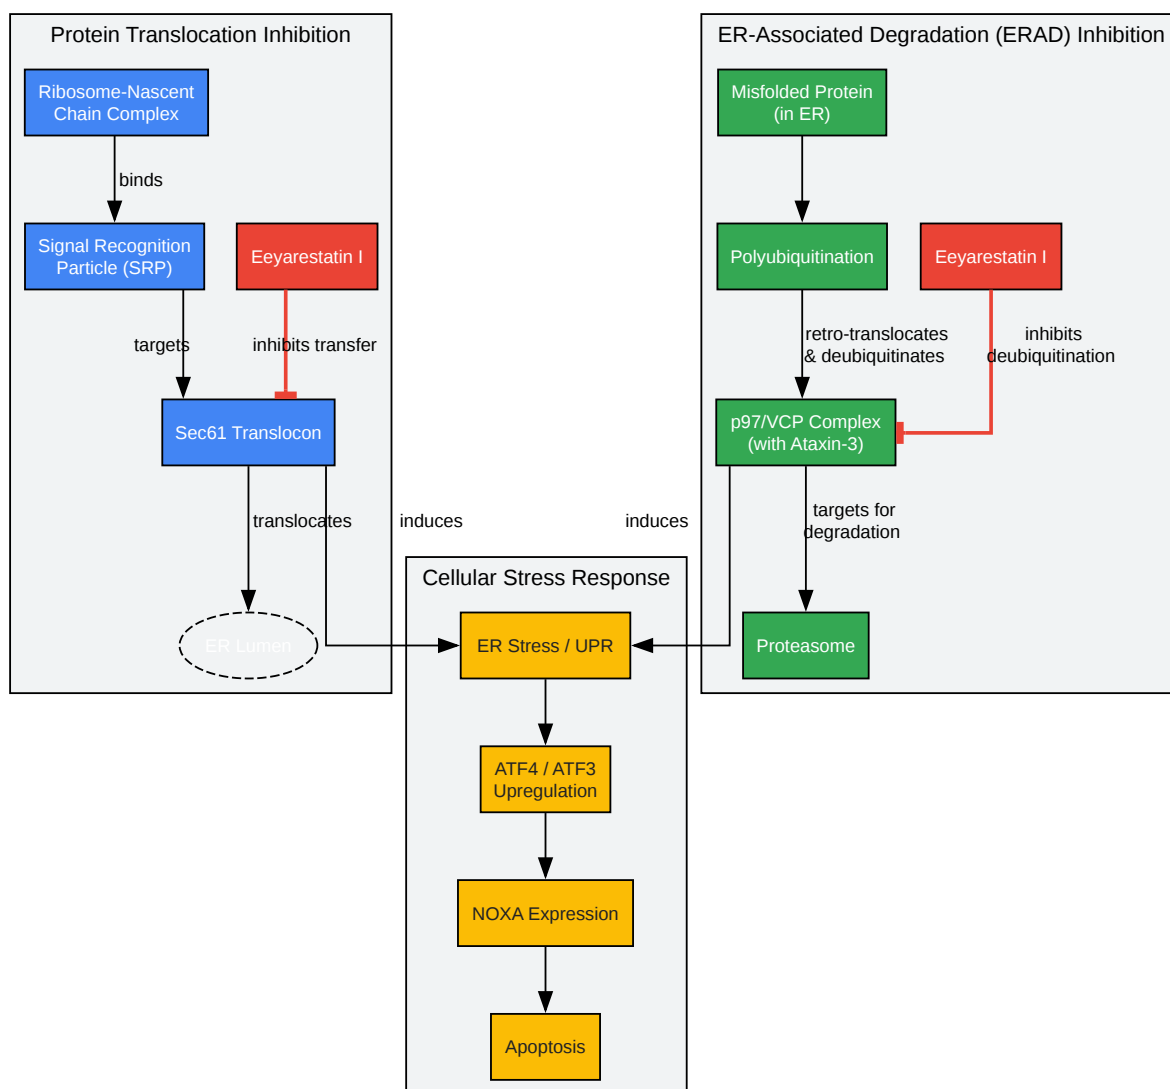 Protein Translocation Inhibition
Ribosome-Nascent
Chain Complex
binds
Signal Recognition
Particle (SRP)
Eeyarestatin I
targets
inhibits transfer
Sec61 Translocon
translocates
induces
ER Lumen
ER-Associated Degradation (ERAD) Inhibition
Misfolded Protein
(in ER)
Polyubiquitination
Eeyarestatin I
retro-translocates
& deubiquitinates
inhibits
deubiquitination
p97/VCP Complex
(with Ataxin-3)
induces
targets for
degradation
Proteasome
Cellular Stress Response
ER Stress / UPR
ATF4 / ATF3
Upregulation
NOXA Expression
Apoptosis